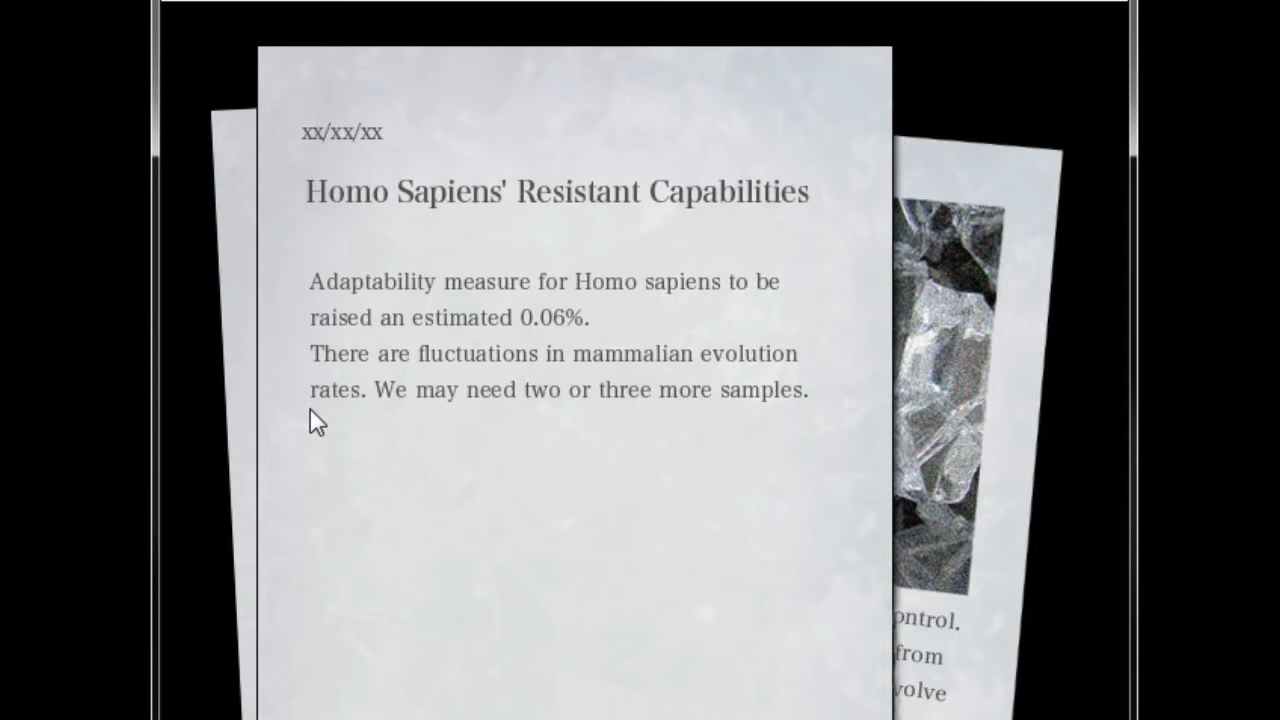 xx/xx/xx
Homo Sapiens' Resistant Capabilities
Adaptability measure for Homo sapiens to be
raised an estimated 0.06%.
There are fluctuations in mammalian evolution
rates. We may need two or three more samples.
ontrol.
from
volve